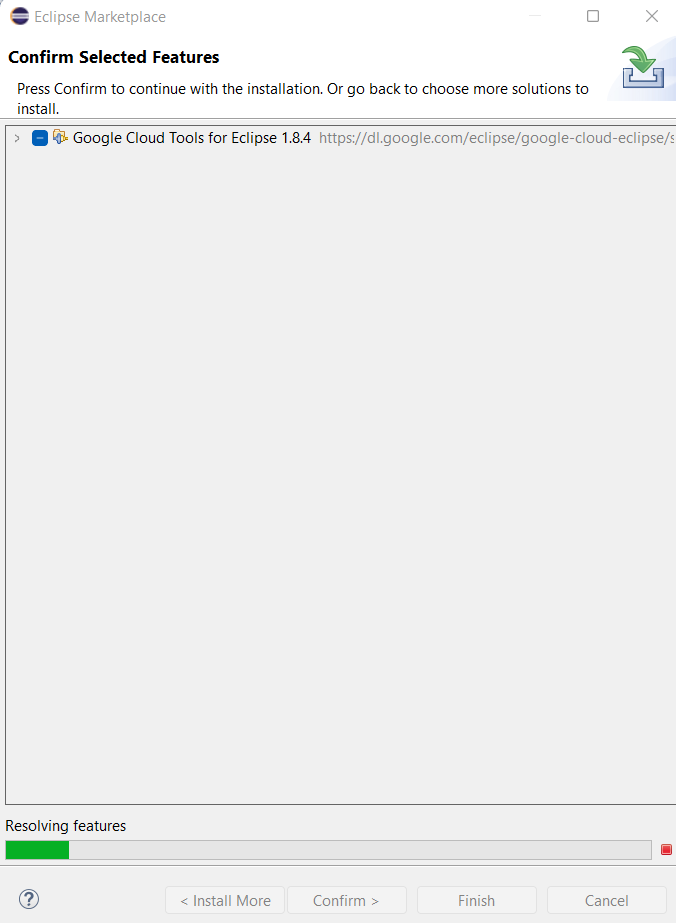 Eclipse Marketplace
Confirm Selected Features
Press Confirm to continue with the installation. Or go back to choose more solutions to
install.
Google Cloud Tools for Eclipse 1.8.4 https://dl.google.com/eclipse/google-cloud-eclipse/s
Resolving features
?
< Install More
Confirm >
Finish
Cancel